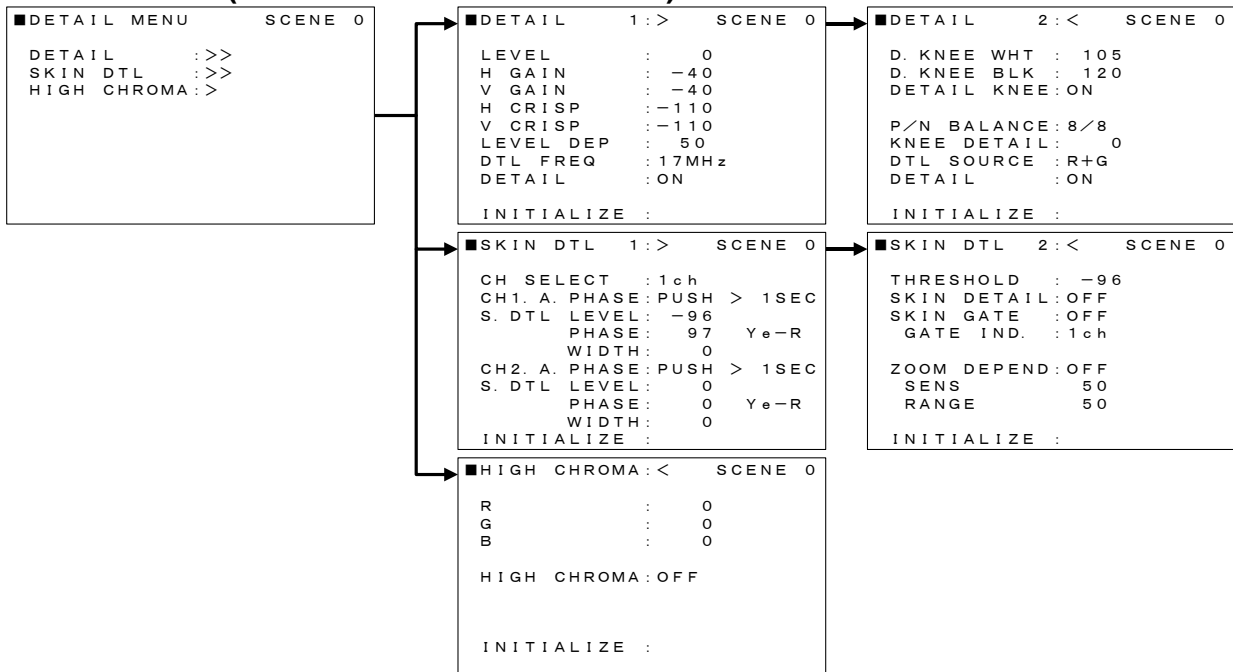 ■DETAIL MENU SCENE 0
DETAIL :>>
SKIN DTL :>>
HIGH CHROMA:>
■DETAIL 1:> SCENE 0
LEVEL : 0
H GAIN : −40
V GAIN : −40
H CRISP :−110
V CRISP :−110
LEVEL DEP : 50
DTL FREQ :17MHz
DETAIL :ON
INITIALIZE :
■DETAIL 2:< SCENE 0
D.KNEE WHT : 105
D.KNEE BLK : 120
DETAIL KNEE:ON
P/N BALANCE:8/8
KNEE DETAIL: 0
DTL SOURCE :R+G
DETAIL :ON
INITIALIZE :
■SKIN DTL 1:> SCENE 0
CH SELECT :1ch
CH1.A.PHASE:PUSH > 1SEC
S.DTL LEVEL: −96
PHASE: 97 Ye−R
WIDTH: 0
CH2.A.PHASE:PUSH > 1SEC
S.DTL LEVEL: 0
PHASE: 0 Ye−R
WIDTH: 0
INITIALIZE :
■SKIN DTL 2:< SCENE 0
THRESHOLD : −96
SKIN DETAIL:OFF
SKIN GATE :OFF
GATE IND. :1ch
ZOOM DEPEND:OFF
SENS 50
RANGE 50
INITIALIZE :
■HIGH CHROMA:< SCENE 0
R : 0
G : 0
B : 0
HIGH CHROMA:OFF
INITIALIZE :